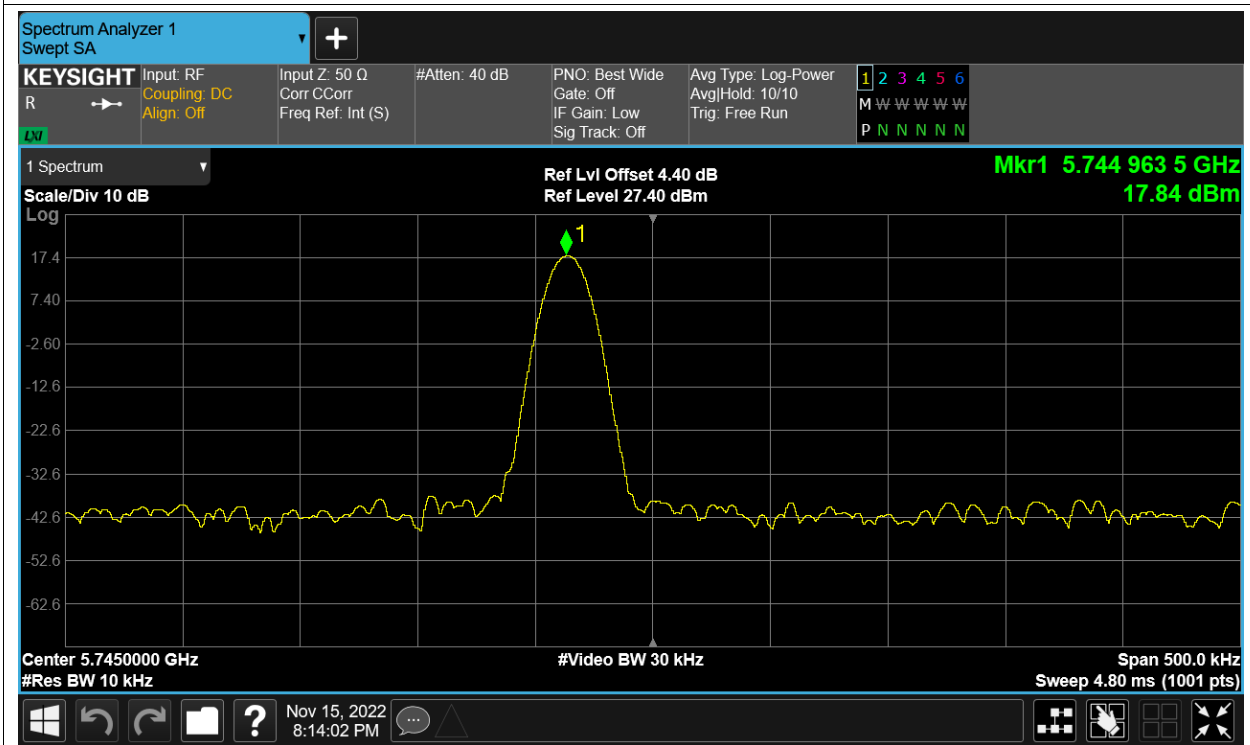 Spectrum Analyzer 1
Swept SA
KEYSIGHT
R
LXI
Input: RF
Coupling: DC
Align: Off
Input Z: 50 Ω
Corr CCorr
Freq Ref: Int (S)
#Atten: 40 dB
PNO: Best Wide
Gate: Off
IF Gain: Low
Sig Track: Off
Avg Type: Log-Power
Avg|Hold: 10/10
Trig: Free Run
1 2 3 4 5 6
M W W W W W
P N N N N N
1 Spectrum
Scale/Div 10 dB
Log
Ref Lvl Offset 4.40 dB
Ref Level 27.40 dBm
Mkr1 5.744 963 5 GHz
17.84 dBm
1
17.4
7.40
-2.60
-12.6
-22.6
-32.6
-42.6
-52.6
-62.6
Center 5.7450000 GHz
#Res BW 10 kHz
#Video BW 30 kHz
Span 500.0 kHz
Sweep 4.80 ms (1001 pts)
?
Nov 15, 2022
8:14:02 PM